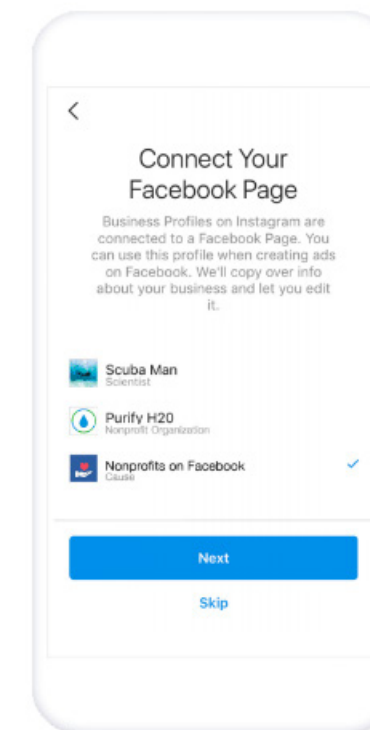 Connect Your
Facebook Page
Business Profiles on Instagram are
connected to a Facebook Page. You
can use this profile when creating ads
on Facebook. We'll copy over info
about your business and let you edit
it.
Scuba Man
Scientist
Purify H20
Nonprofit Organization
Nonprofits on Facebook
Cause
Next
Skip